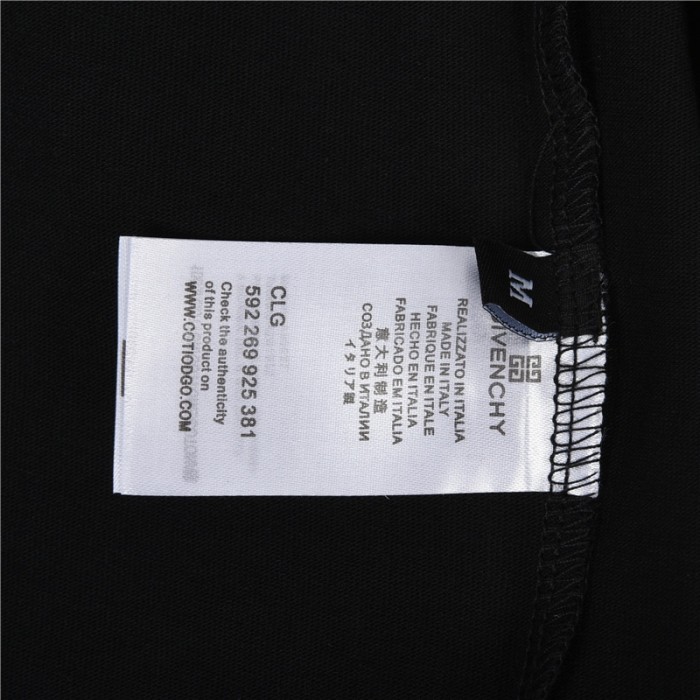 M
GIVENCHY
REALIZZATO IN ITALIA
MADE IN ITALY
FABRIQUE EN ITALE
HECHO EN ITALIA
FABRICADO EM ITALIA
意大利制造
СОЗДАНО В ИТАЛИИ
イタリア製
CLG
592 269 925 381
Check the authenticity
of this product on
WWW.COTIODGO.COM